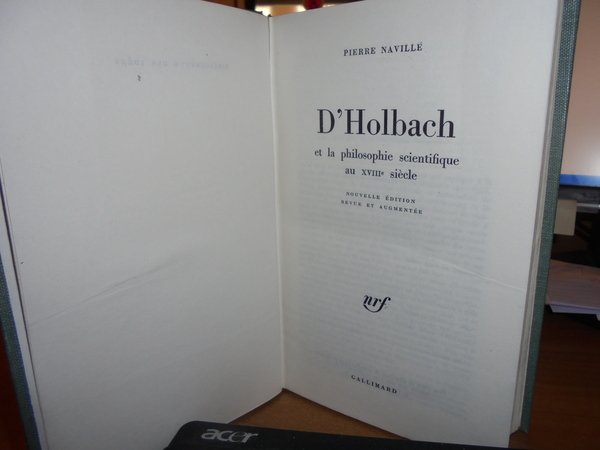 PIERRE NAVILLE
D'Holbach
et la philosophie scientifique
au XVIIIe siècle
NOUVELLE ÉDITION
REVUE ET AUGMENTÉE
nrf
GALLIMARD
acer